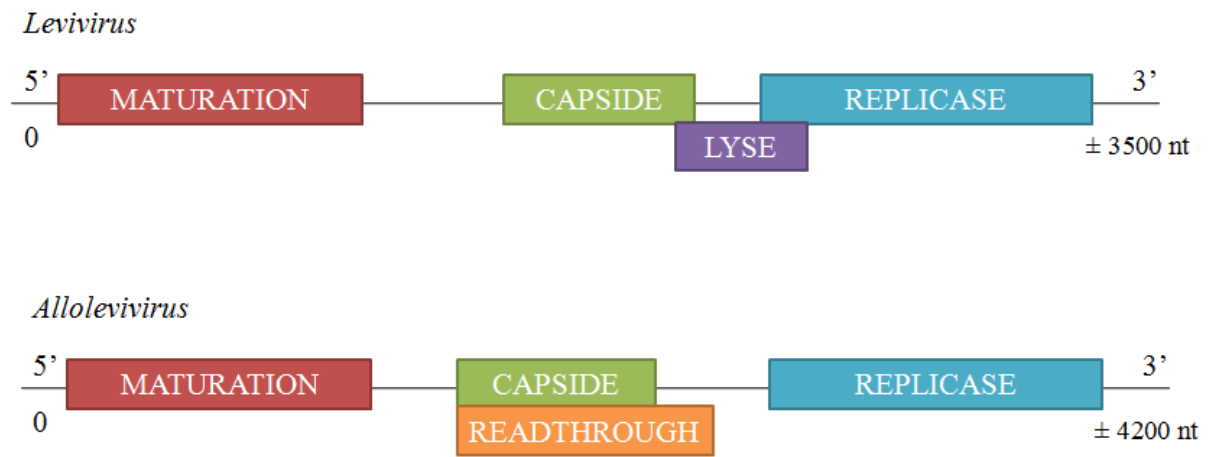 Levivirus
5’ MATURATION CAPSIDE REPLICASE 3’
0 LYSE ± 3500 nt
Allolevivirus
5’ MATURATION CAPSIDE REPLICASE 3’
0 READTHROUGH ± 4200 nt